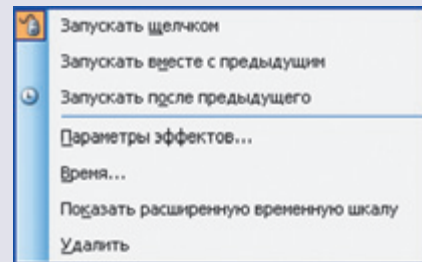 Запускать щелчком
Запускать вместе с предыдущим
Запускать после предыдущего
Параметры эффектов...
Время...
Показать расширенную временную шкалу
Удалить